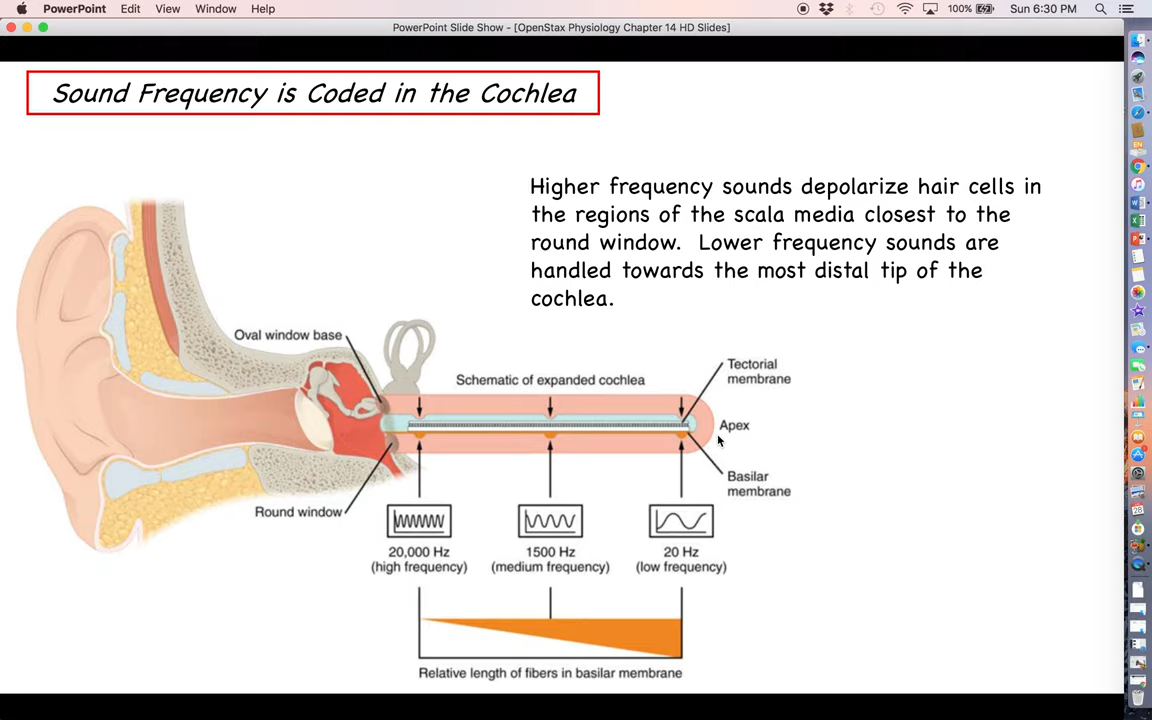 PowerPoint Edit View Window Help 100% Sun 6:30 PM
PowerPoint Slide Show - [OpenStax Physiology Chapter 14 HD Slides]
Sound Frequency is Coded in the Cochlea
Higher frequency sounds depolarize hair cells in
the regions of the scala media closest to the
round window. Lower frequency sounds are
handled towards the most distal tip of the
cochlea.
Oval window base
Schematic of expanded cochlea
Tectorial
membrane
Apex
Basilar
membrane
Round window
20,000 Hz
(high frequency)
1500 Hz
(medium frequency)
20 Hz
(low frequency)
Relative length of fibers in basilar membrane